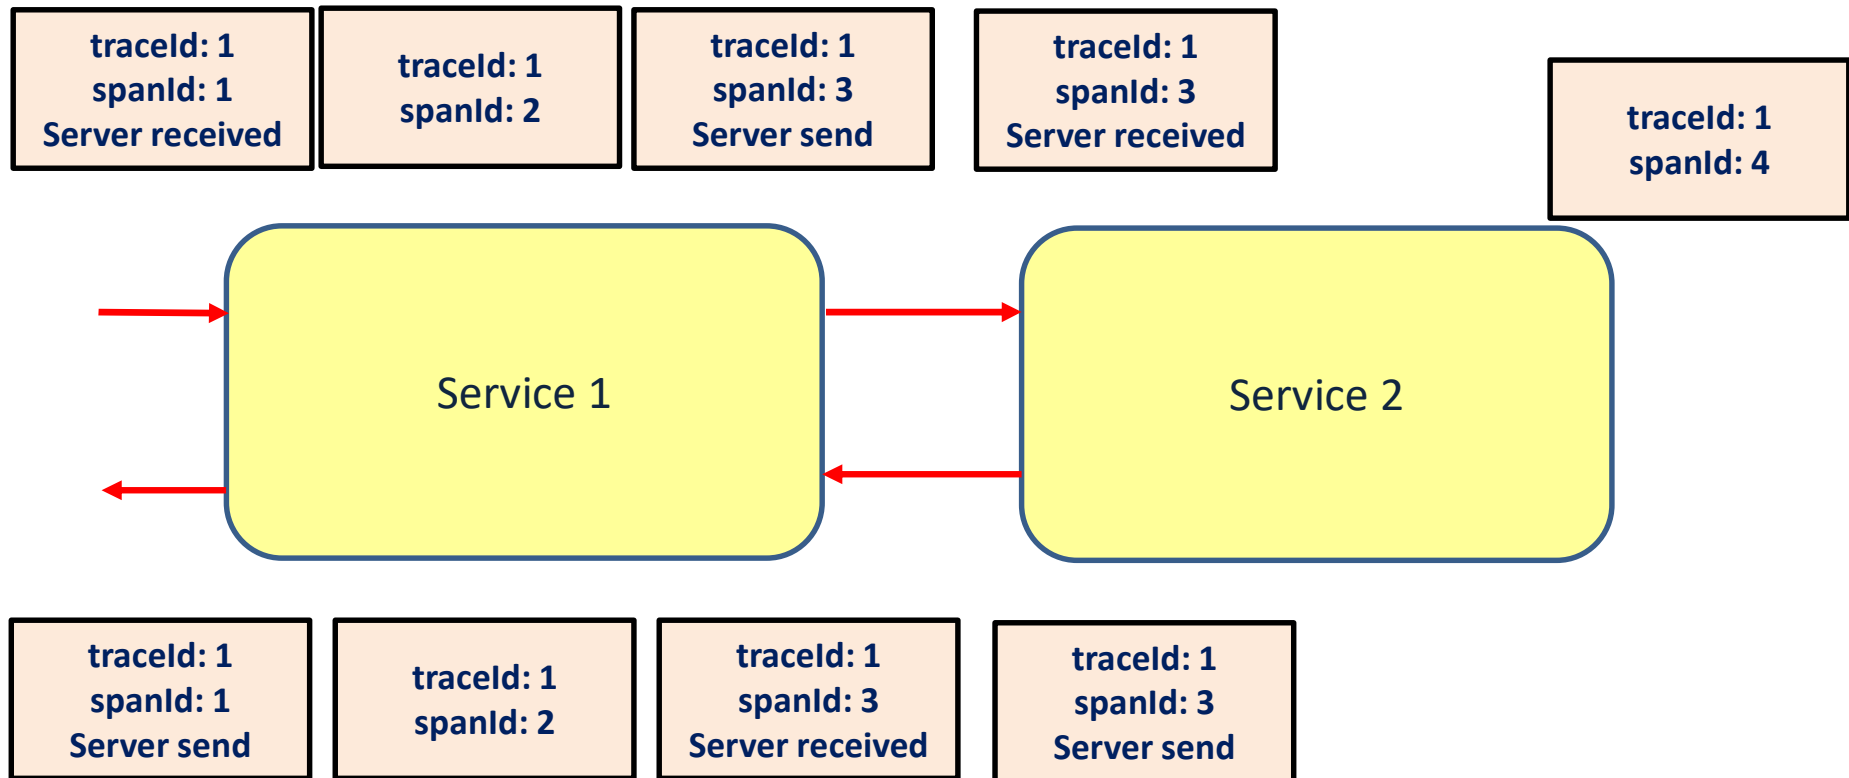 traceId: 1
spanId: 1
Server received
traceId: 1
spanId: 2
traceId: 1
spanId: 3
Server send
traceId: 1
spanId: 3
Server received
traceId: 1
spanId: 4
Service 1
Service 2
traceId: 1
spanId: 1
Server send
traceId: 1
spanId: 2
traceId: 1
spanId: 3
Server received
traceId: 1
spanId: 3
Server send